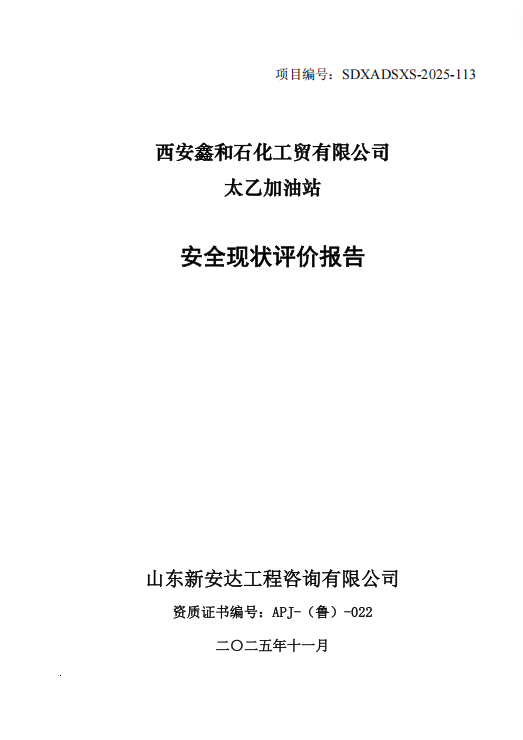 项目编号：SDXADSXS-2025-113
西安鑫和石化工贸有限公司
太乙加油站
安全现状评价报告
山东新安达工程咨询有限公司
资质证书编号：APJ-（鲁）-022
二〇二五年十一月
.